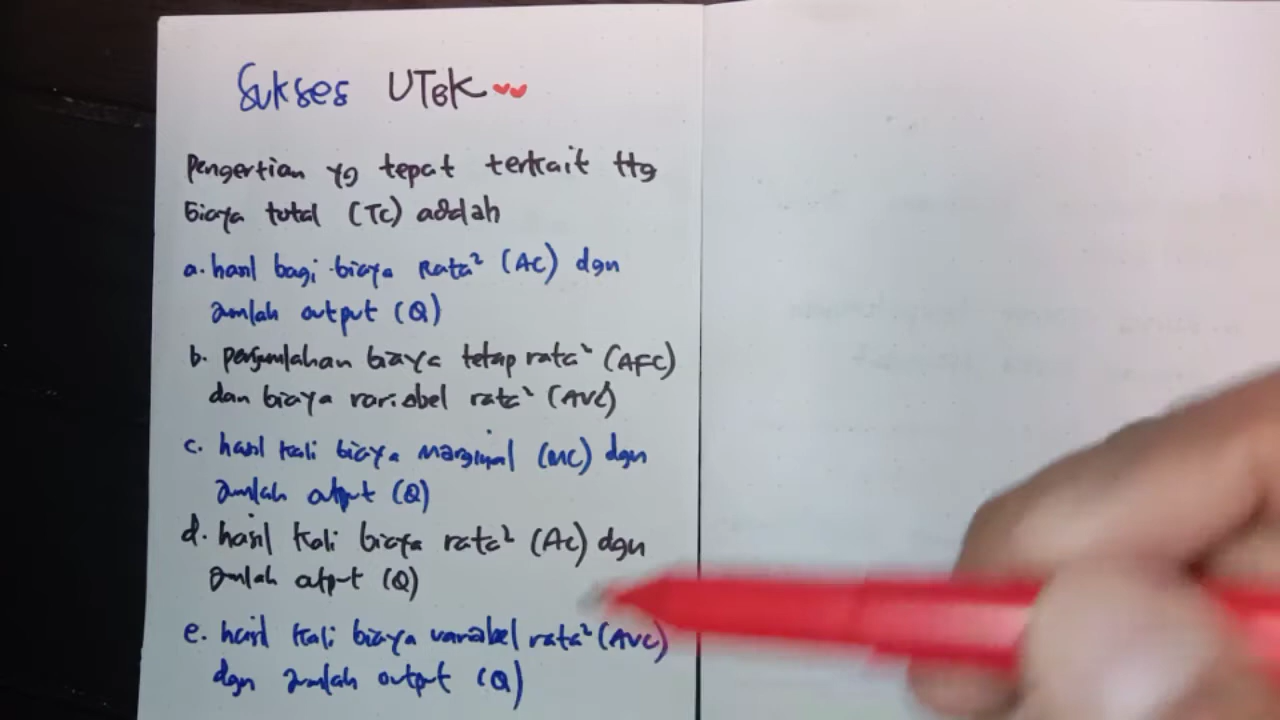 Sukses UTBK
Pengertian yg tepat terkait ttg
biaya total (TC) adalah
a. hasil bagi biaya rata² (AC) dgn
jumlah output (Q)
b. penjumlahan biaya tetap rata² (AFC)
dan biaya variabel rata² (AVC)
c. hasil kali biaya marginal (MC) dgn
jumlah output (Q)
d. hasil kali biaya rata² (AC) dgn
jumlah output (Q)
e. hasil kali biaya variabel rata² (AVC)
dgn jumlah output (Q)